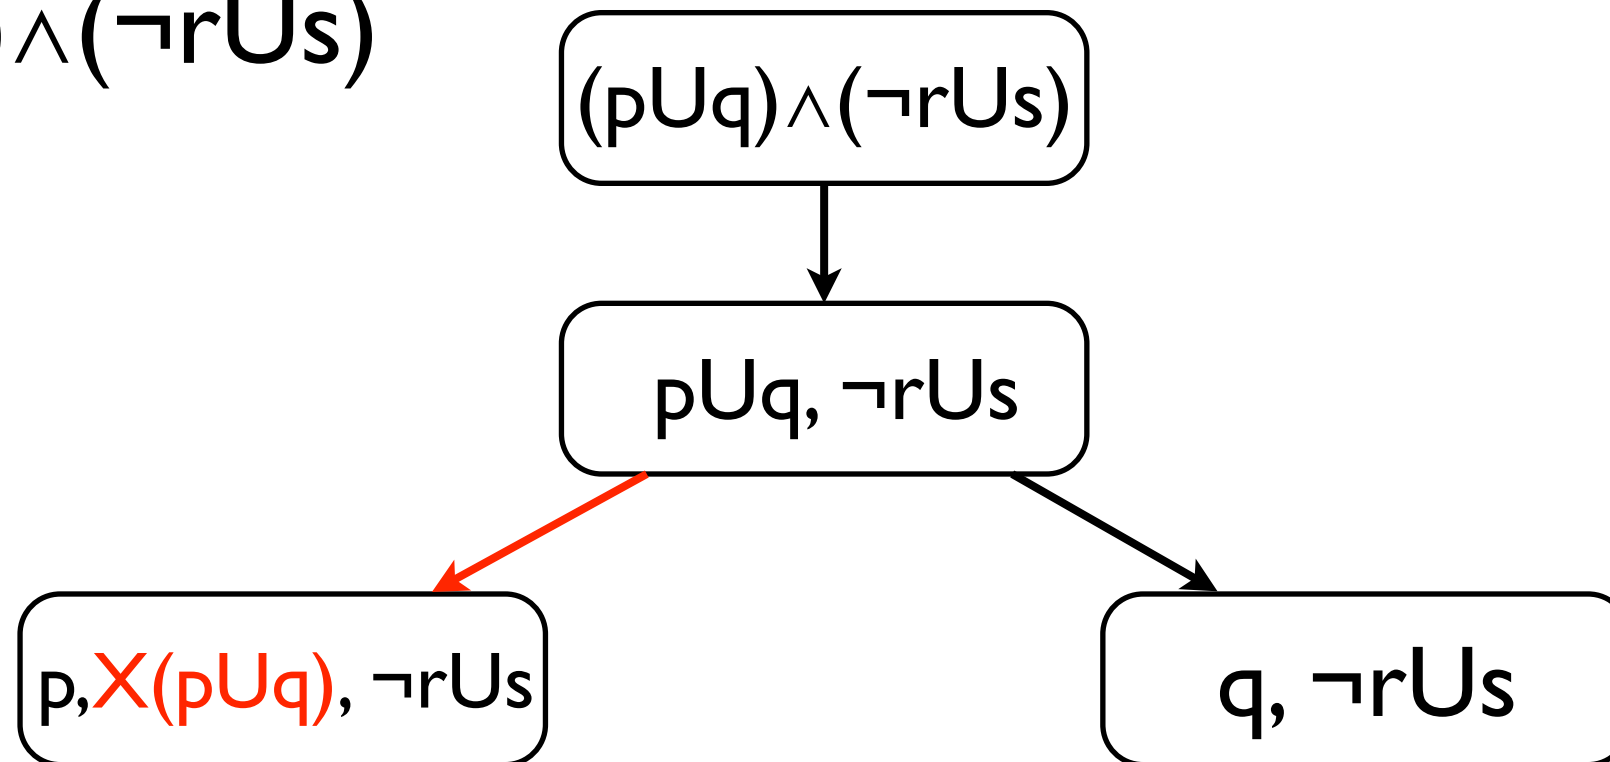 ∧(¬rUs)
(pUq)∧(¬rUs)
pUq, ¬rUs
p,X(pUq), ¬rUs
q, ¬rUs